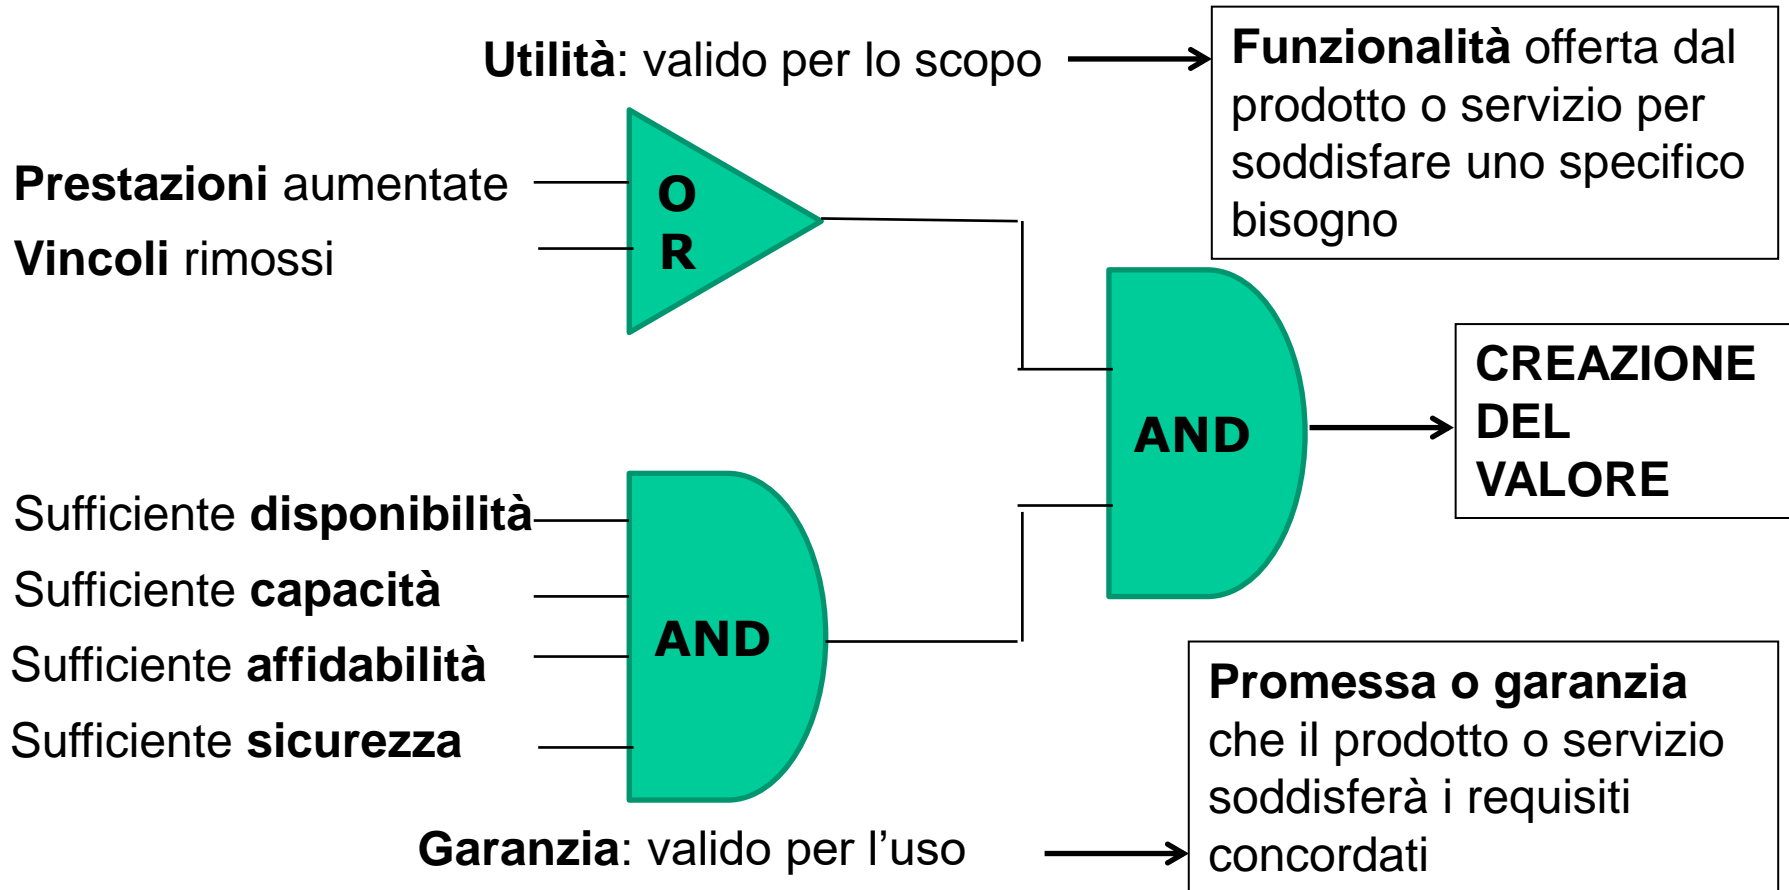 Utilità: valido per lo scopo
Funzionalità offerta dal
prodotto o servizio per
soddisfare uno specifico
bisogno
Prestazioni aumentate
Vincoli rimossi
O
R
AND
CREAZIONE
DEL
VALORE
Sufficiente disponibilità
Sufficiente capacità
Sufficiente affidabilità
Sufficiente sicurezza
AND
Promessa o garanzia
che il prodotto o servizio
soddisferà i requisiti
concordati
Garanzia: valido per l’uso